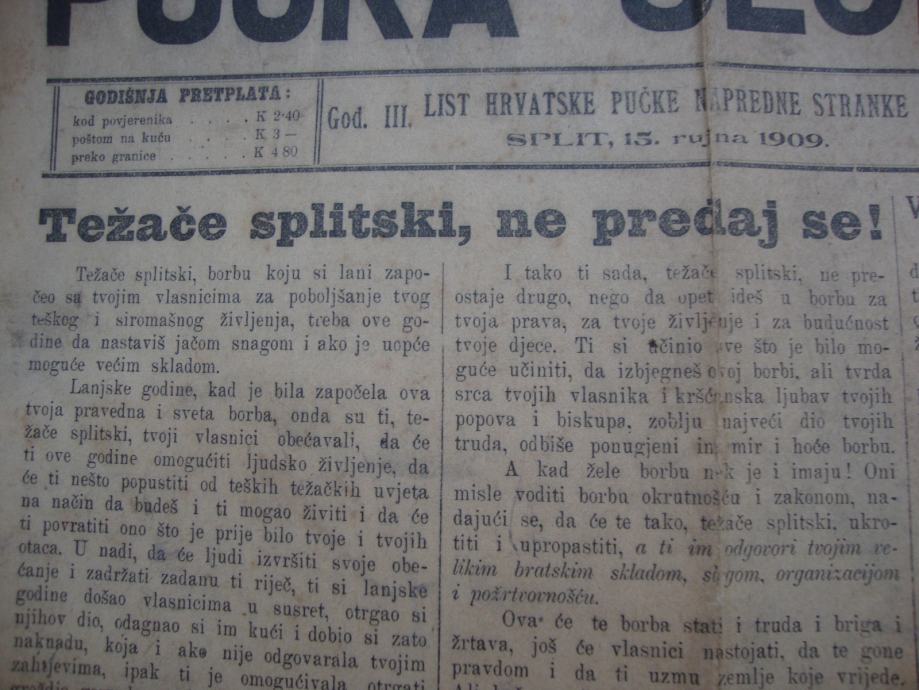 PUČKA SLO
GODIŠNJA PRETPLATA:
kod povjerenika . . . . . K 2·40
poštom na kuću . . . . . K 3 —
preko granice . . . . . . K 4 80
God. III. LIST HRVATSKE PUČKE NAPREDNE STRANKE
SPLIT, 15. rujna 1909.
Težače splitski, ne predaj se!
Težače splitski, borbu koju si lani zapo-
čeo sa tvojim vlasnicima za poboljšanje tvog
teškog i siromašnog življenja, treba ove go-
dine da nastaviš jačom snagom i ako je uopće
moguće većim skladom.
Lanjske godine, kad je bila započela ova
tvoja pravedna i sveta borba, onda su ti, te-
žače splitski, tvoji vlasnici obećavali, da će
ti ove godine omogućiti ljudsko življenje, da
će ti nešto popustiti od teških težačkih uvjeta
na način da budeš i ti mogao živiti i da će
ti povratiti ono što je prije bilo tvoje i tvojih
otaca. U nadi, da će ljudi izvršiti svoje obe-
ćanje i zadržati zadanu ti riječ, ti si lanjske
godine došao vlasnicima u susret, otrgao si
njihov dio, odagnao si im kući i dobio si zato
naknadu, koja i ako nije odgovarala tvojim
zahtjevima, ipak ti je omogućivala otrgati
I tako ti sada, težače splitski, ne pre-
ostaje drugo, nego da opet ideš u borbu za
tvoja prava, za tvoje življenje i za budućnost
tvoje djece. Ti si učinio sve što je bilo mo-
guće učiniti, da izbjegneš ovoj borbi, ali tvrda
srca tvojih vlasnika i kršćanska ljubav tvojih
popova i biskupa, zoblju najveći dio tvojih
truda, odbiše ponugjeni im mir i hoće borbu.
A kad žele borbu nek je i imaju! Oni
misle voditi borbu okrutnošću i zakonom, na-
dajući se, da će te tako, težače splitski, ukro-
titi i upropastiti, a ti im odgovori tvojim ve-
likim bratskim skladom, slogom, organizacijom
i požrtvovnošću.
Ova će te borba stati i truda i briga i
žrtava, još će vlasnici nastojati, da te gone
pravdom i da ti uzmu zemlje koje vrijede.